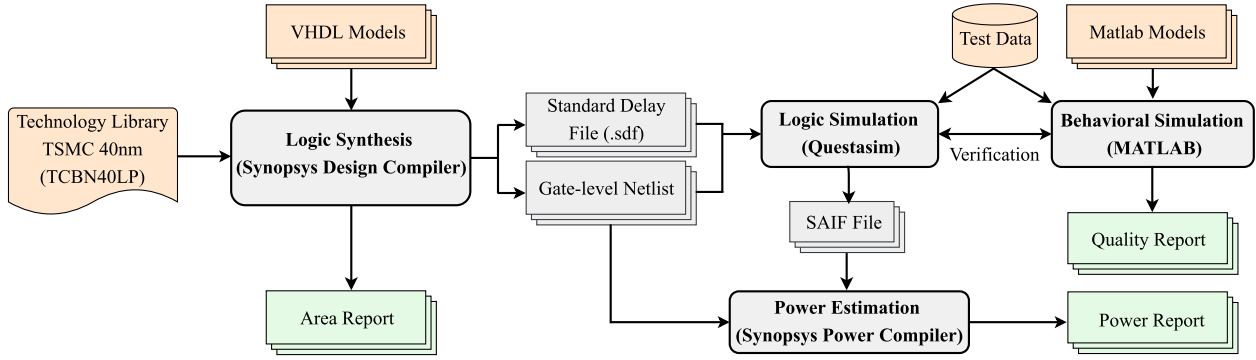 VHDL Models
Technology Library
TSMC 40nm
(TCBN40LP)
Logic Synthesis
(Synopsys Design Compiler)
Area Report
Standard Delay
File (.sdf)
Gate-level Netlist
Test Data
Matlab Models
Logic Simulation
(Questasim)
Verification
Behavioral Simulation
(MATLAB)
SAIF File
Quality Report
Power Estimation
(Synopsys Power Compiler)
Power Report